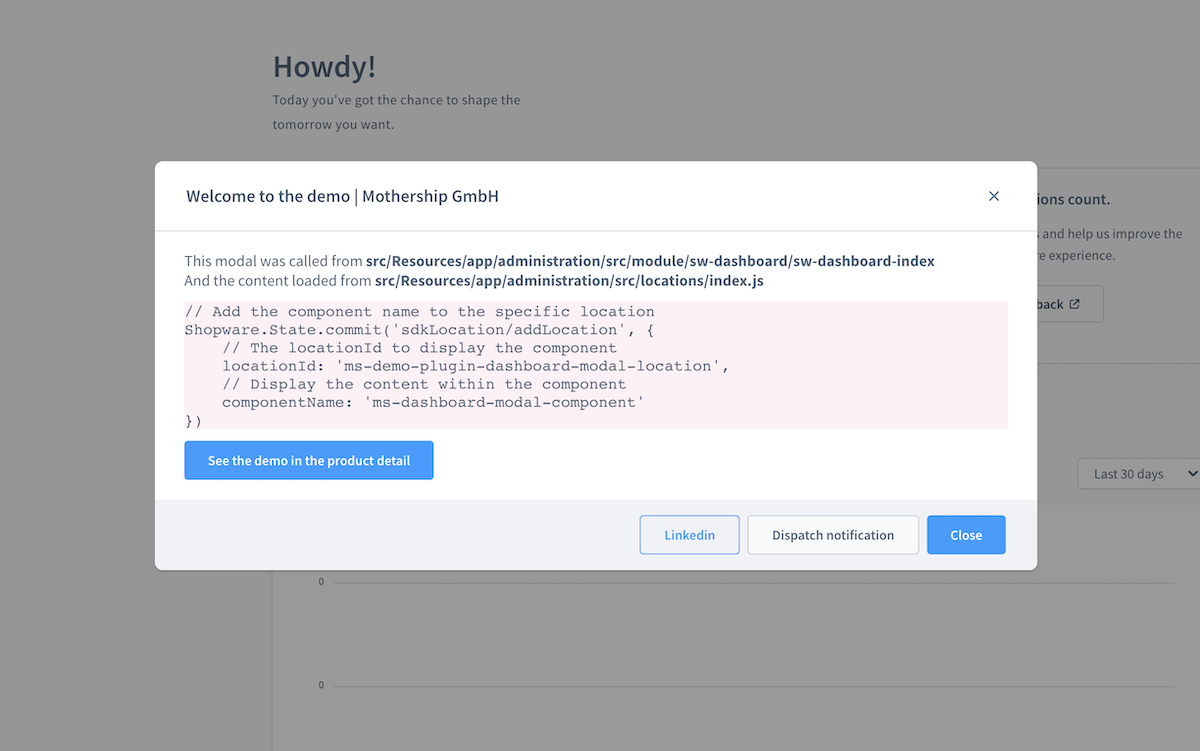 Howdy!
Today you've got the chance to shape the
tomorrow you want.
Welcome to the demo | Mothership GmbH
ions count.
This modal was called from src/Resources/app/administration/src/module/sw-dashboard/sw-dashboard-index
And the content loaded from src/Resources/app/administration/src/locations/index.js
and help us improve the
experience.
back
// Add the component name to the specific location
Shopware.State.commit('sdkLocation/addLocation', {
    // The locationId to display the component
    locationId: 'ms-demo-plugin-dashboard-modal-location',
    // Display the content within the component
    componentName: 'ms-dashboard-modal-component'
})
See the demo in the product detail
Last 30 days
Linkedin
Dispatch notification
Close
0
0